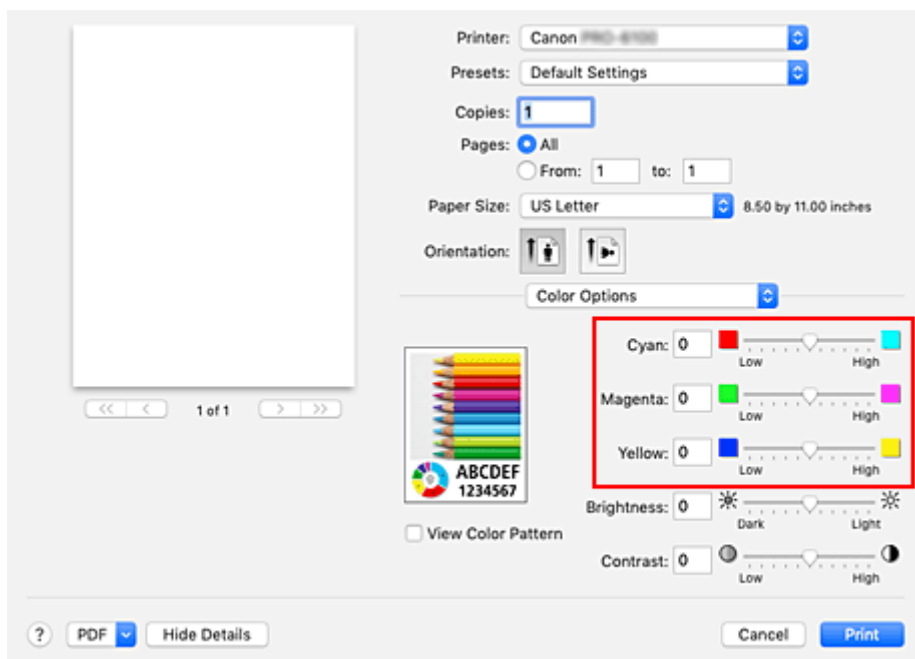 Printer: Canon
Presets: Default Settings
Copies: 1
Pages: All
From: 1 to: 1
Paper Size: US Letter 8.50 by 11.00 inches
Orientation:
Color Options
Cyan: 0
Low High
Magenta: 0
Low High
Yellow: 0
Low High
Brightness: 0
Dark Light
Contrast: 0
Low High
ABCDEF
1234567
View Color Pattern
<< < 1 of 1 > >>
? PDF Hide Details Cancel Print